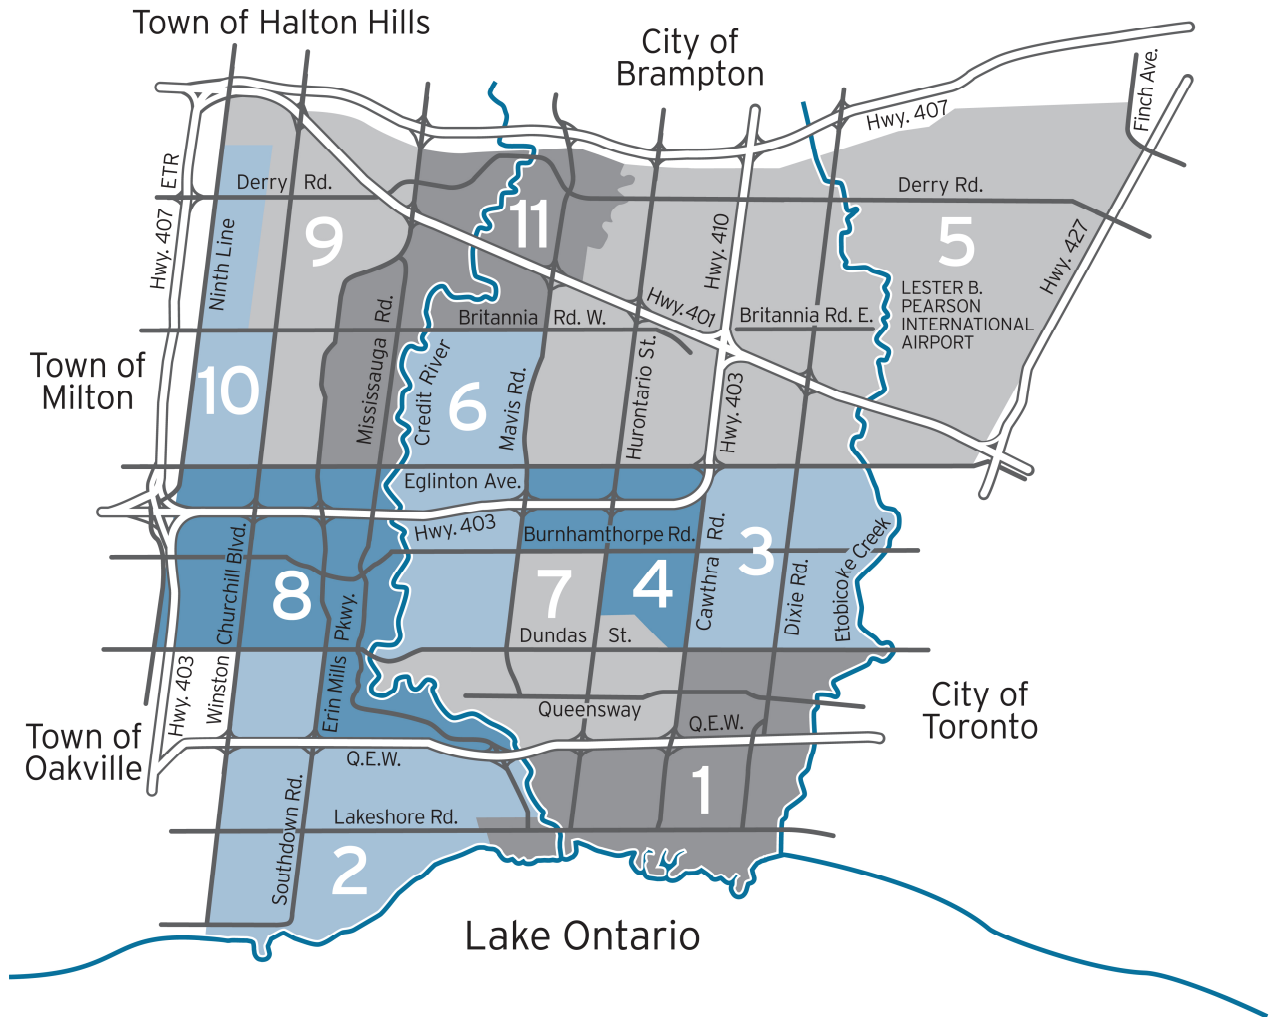 Town of Halton Hills
City of
Brampton
Finch Ave.
Hwy. 407
Hwy. 407 ETR
Derry Rd.
Derry Rd.
Ninth Line
9
11
5
Hwy. 410
Hwy. 427
LESTER B.
PEARSON
INTERNATIONAL
AIRPORT
Hwy.401
Britannia Rd. W.
Britannia Rd. E.
Mississauga Rd.
Credit River
Mavis Rd.
Hurontario St.
Hwy. 403
Town of
Milton
10
6
Eglinton Ave.
Hwy. 403
Burnhamthorpe Rd.
Winston Churchill Blvd.
Cawthra Rd.
3
Dixie Rd.
Etobicoke Creek
8
7
4
Erin Mills Pkwy.
Dundas St.
Hwy. 403
City of
Toronto
Queensway
Q.E.W.
Town of
Oakville
Q.E.W.
1
Southdown Rd.
Lakeshore Rd.
2
Lake Ontario